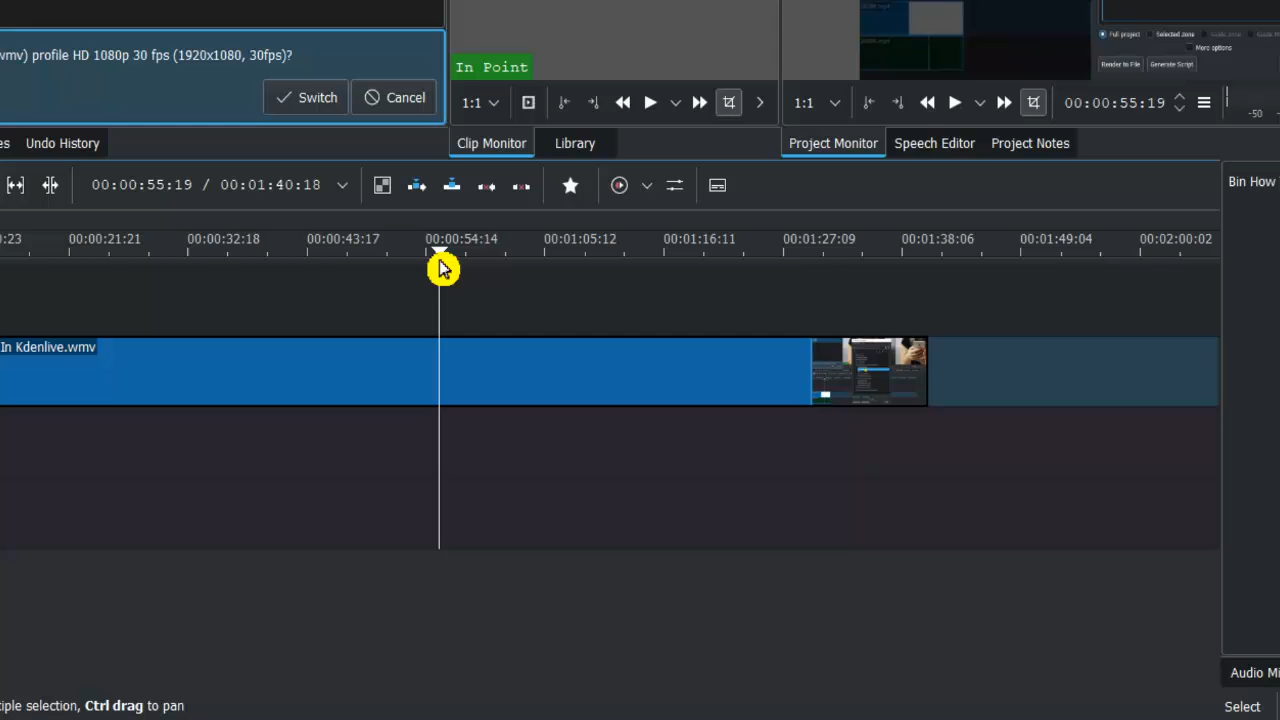 wmv) profile HD 1080p 30 fps (1920x1080, 30fps)?
Switch
Cancel
In Point
1:1
Full project
Selected zone
More options
Render to File
Generate Script
1:1
00:00:55:19
-50
es Undo History
Clip Monitor
Library
Project Monitor
Speech Editor
Project Notes
00:00:55:19 / 00:01:40:18
Bin How
0:23 00:00:21:21 00:00:32:18 00:00:43:17 00:00:54:14 00:01:05:12 00:01:16:11 00:01:27:09 00:01:38:06 00:01:49:04 00:02:00:02
In Kdenlive.wmv
Audio Mi
tiple selection, Ctrl drag to pan
Select